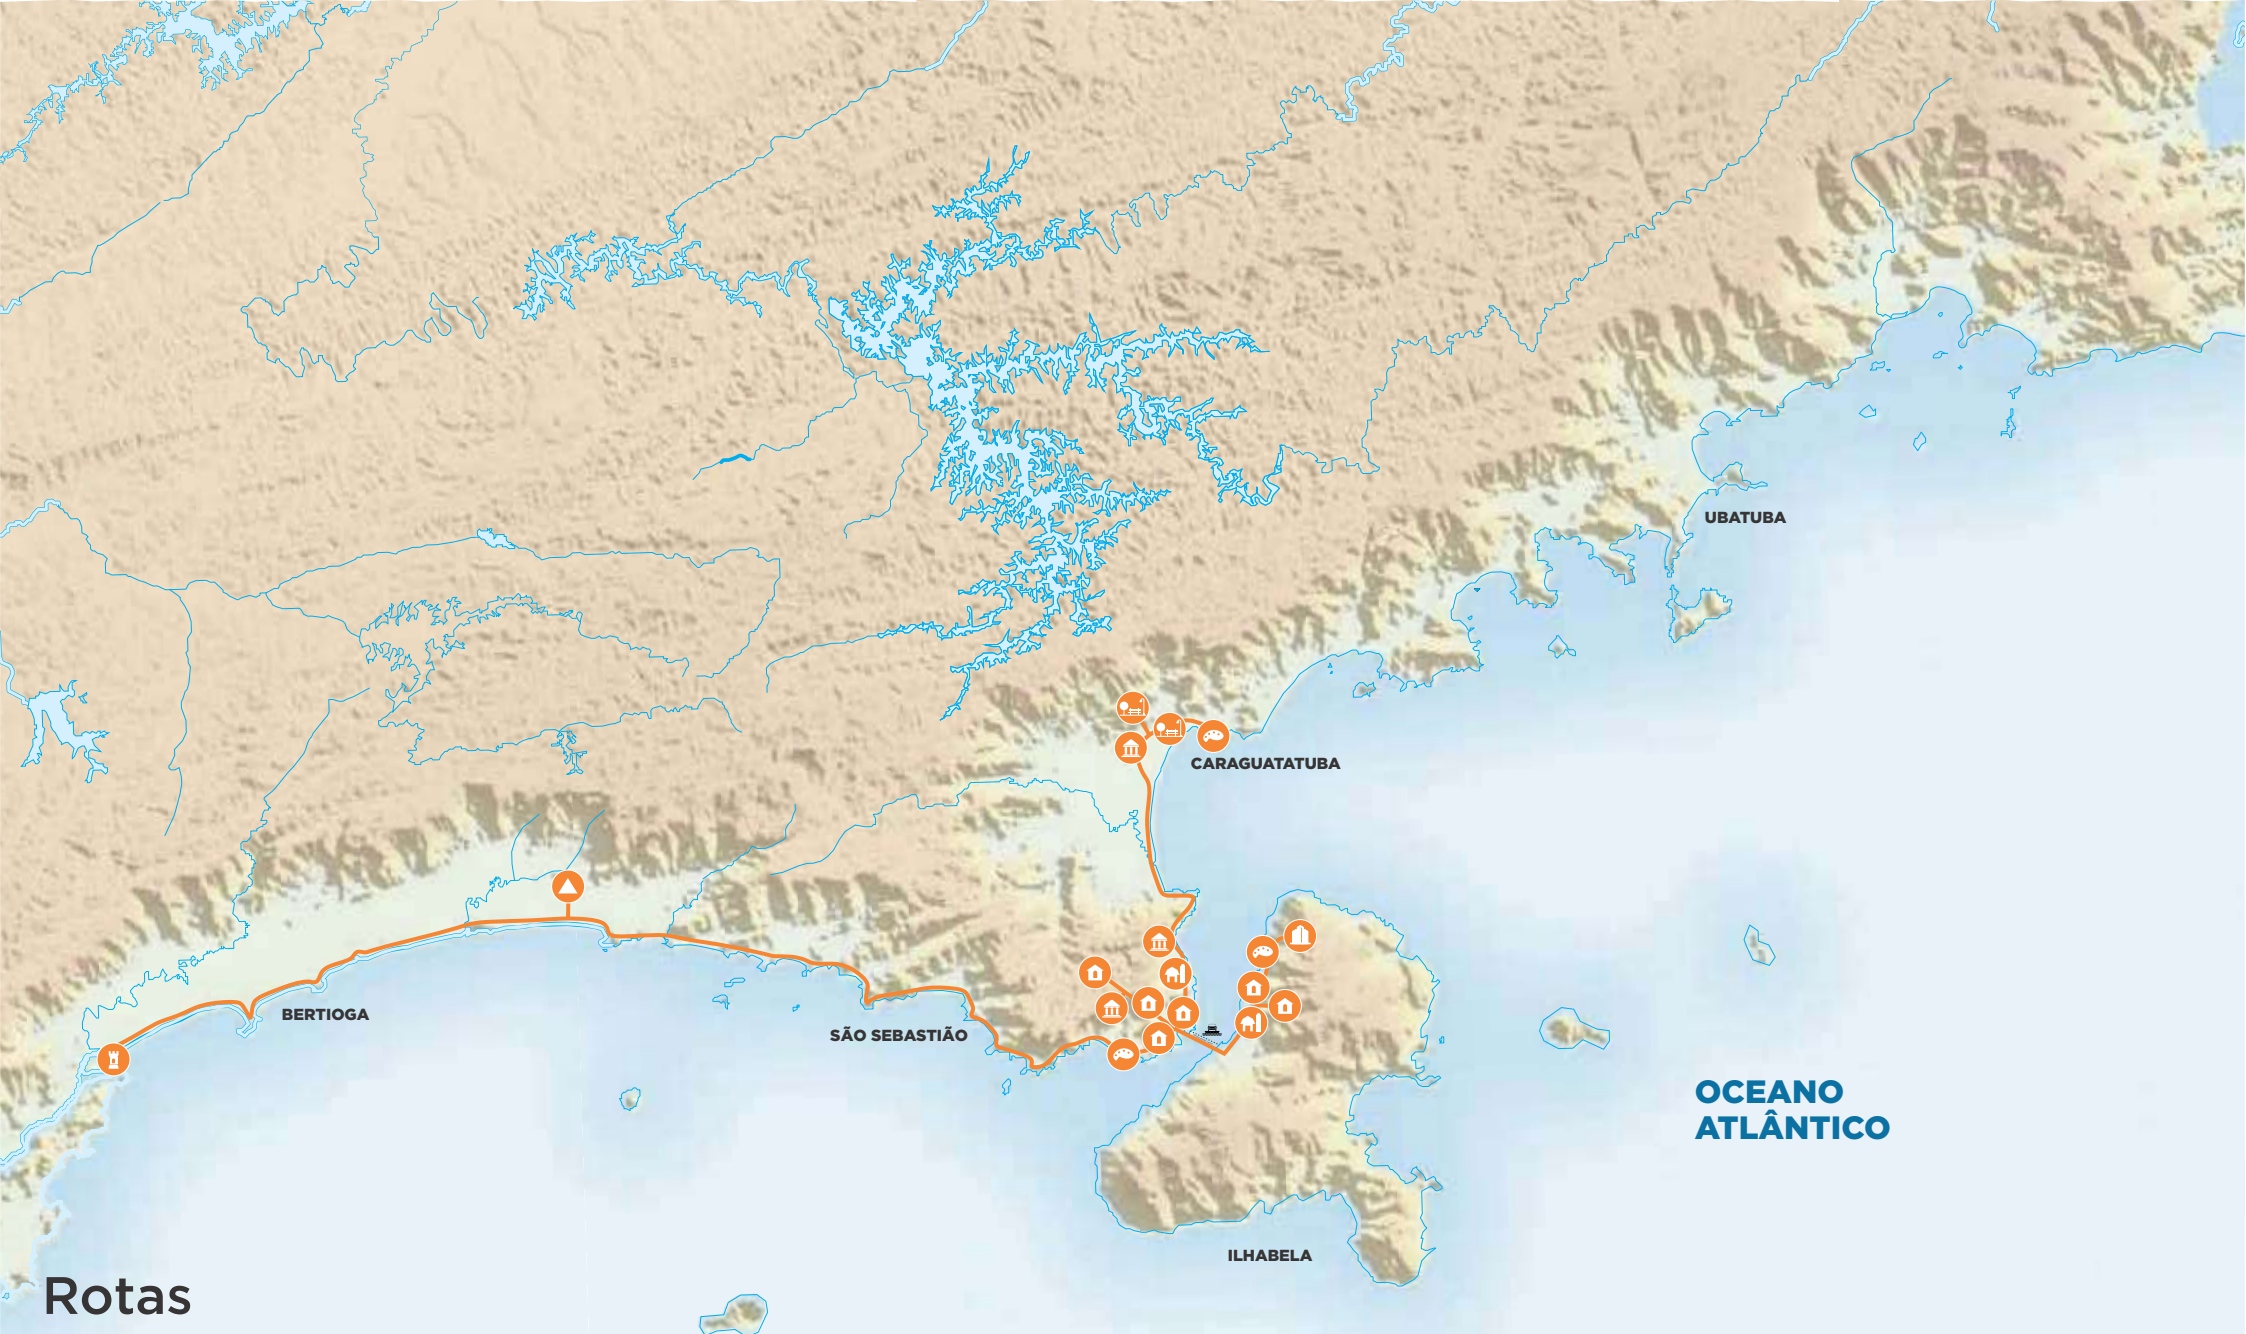 UBATUBA
CARAGUATATUBA
BERTIOGA
SÃO SEBASTIÃO
OCEANO
ATLÂNTICO
ILHABELA
Rotas